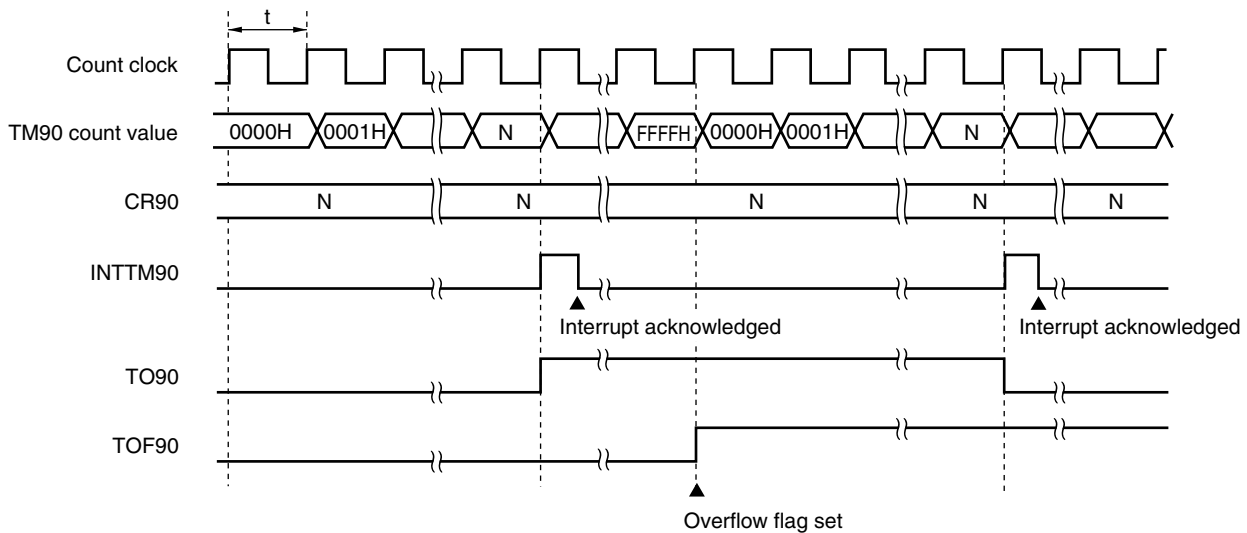 t
Count clock
TM90 count value
0000H 0001H N FFFFH 0000H 0001H N
CR90
N N N N N
INTTM90
Interrupt acknowledged Interrupt acknowledged
TO90
TOF90
Overflow flag set